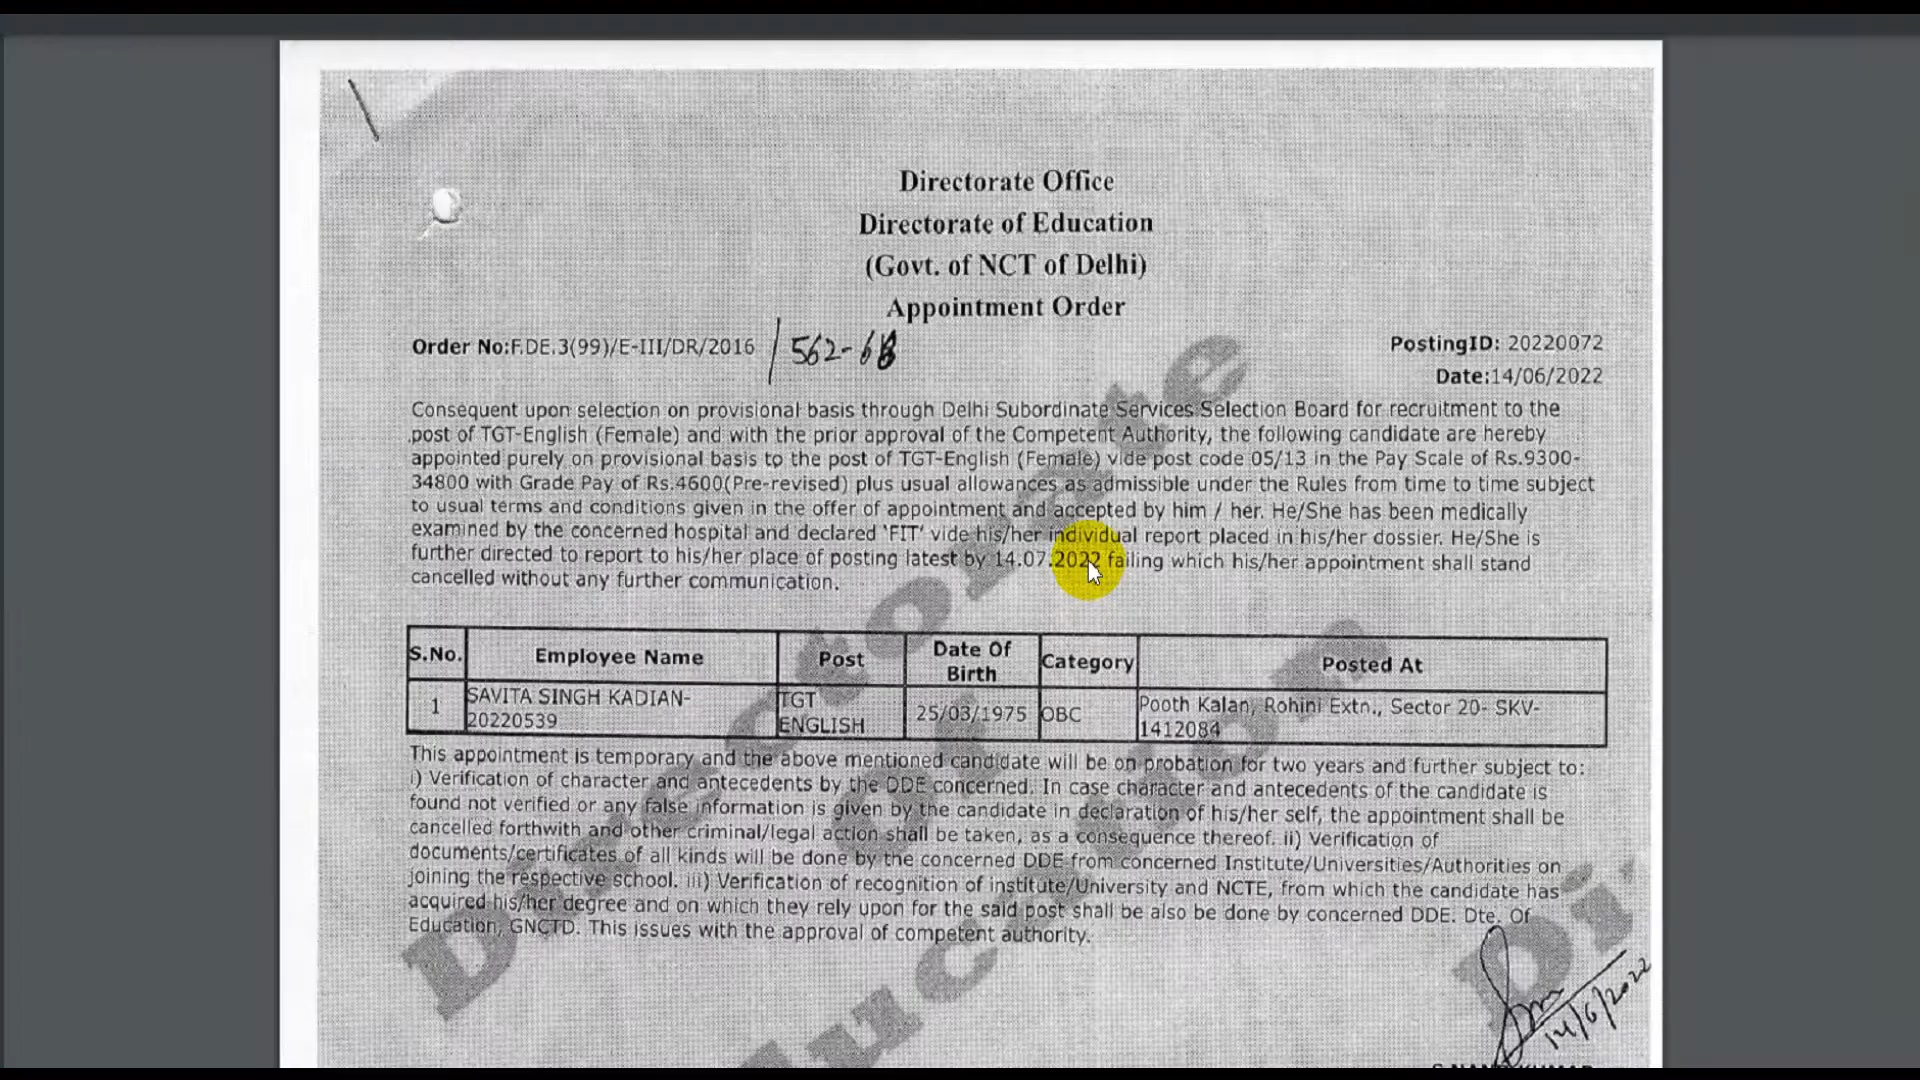 Directorate Office
Directorate of Education
(Govt. of NCT of Delhi)
Appointment Order
Order No:F.DE.3(99)/E-III/DR/2016 / 562-68
PostingID: 20220072
Date:14/06/2022
Consequent upon selection on provisional basis through Delhi Subordinate Services Selection Board for recruitment to the
post of TGT-English (Female) and with the prior approval of the Competent Authority, the following candidate are hereby
appointed purely on provisional basis to the post of TGT-English (Female) vide post code 05/13 in the Pay Scale of Rs.9300-
34800 with Grade Pay of Rs.4600(Pre-revised) plus usual allowances as admissible under the Rules from time to time subject
to usual terms and conditions given in the offer of appointment and accepted by him / her. He/She has been medically
examined by the concerned hospital and declared 'FIT' vide his/her individual report placed in his/her dossier. He/She is
further directed to report to his/her place of posting latest by 14.07.2022 failing which his/her appointment shall stand
cancelled without any further communication.
S.No. Employee Name Post Date Of Birth Category Posted At
1 SAVITA SINGH KADIAN- TGT 25/03/1975 OBC Pooth Kalan, Rohini Extn., Sector 20- SKV-
20220539 ENGLISH 1412084
This appointment is temporary and the above mentioned candidate will be on probation for two years and further subject to:
i) Verification of character and antecedents by the DDE concerned. In case character and antecedents of the candidate is
found not verified or any false information is given by the candidate in declaration of his/her self, the appointment shall be
cancelled forthwith and other criminal/legal action shall be taken, as a consequence thereof. ii) Verification of
documents/certificates of all kinds will be done by the concerned DDE from concerned Institute/Universities/Authorities on
joining the respective school. iii) Verification of recognition of institute/University and NCTE, from which the candidate has
acquired his/her degree and on which they rely upon for the said post shall be also be done by concerned DDE. Dte. Of
Education, GNCTD. This issues with the approval of competent authority.
14/6/2022
Directorate
of
Education
Di